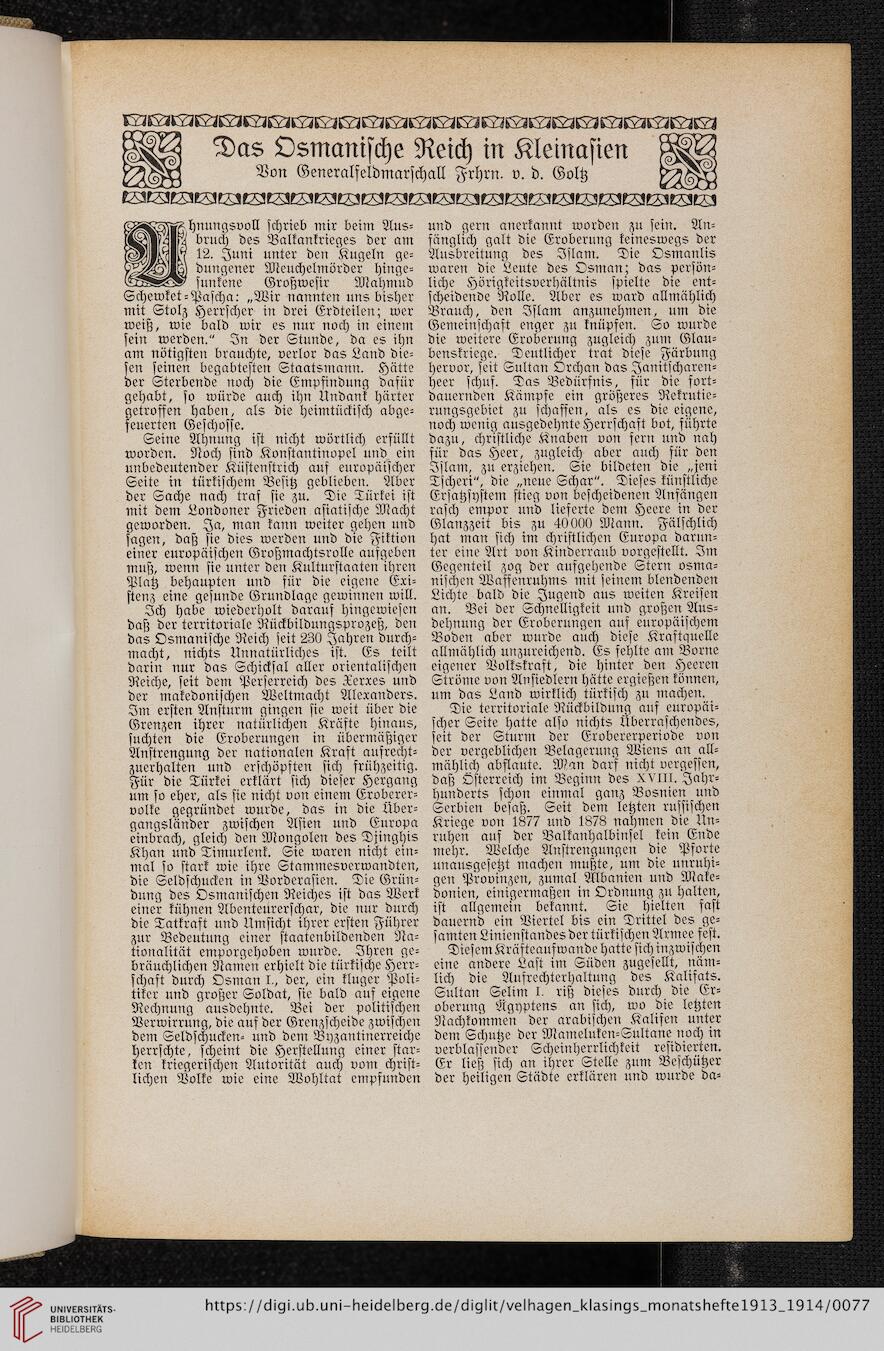 Das Osmanische Reich in Kleinasien
Von Generalfeldmarschall Frhrn. v. d. Goltz
Ahnungsvoll schrieb mir beim Aus-
bruch des Balkankrieges der am
12. Juni unter den Kugeln ge-
dungener Meuchelmörder hinge-
sunkene Großwesir Mahmud
Schewket-Pascha: „Wir nannten uns bisher
mit Stolz Herrscher in drei Erdteilen; wer
weiß, wie bald wir es nur noch in einem
sein werden.“ In der Stunde, da es ihn
am nötigsten brauchte, verlor das Land die-
sen seinen begabtesten Staatsmann. Hätte
der Sterbende noch die Empfindung dafür
gehabt, so würde auch ihn Undank härter
getroffen haben, als die heimtückisch abge-
feuerten Geschosse.
Seine Ahnung ist nicht wörtlich erfüllt
worden. Noch sind Konstantinopel und ein
unbedeutender Küstenstrich auf europäischer
Seite in türkischem Besitz geblieben. Aber
der Sache nach traf sie zu. Die Türkei ist
mit dem Londoner Frieden asiatische Macht
geworden. Ja, man kann weiter gehen und
sagen, daß sie dies werden und die Fiktion
einer europäischen Großmachtsrolle aufgeben
muß, wenn sie unter den Kulturstaaten ihren
Platz behaupten und für die eigene Exi-
stenz eine gesunde Grundlage gewinnen will.
Ich habe wiederholt darauf hingewiesen
daß der territoriale Rückbildungsprozeß, den
das Osmanische Reich seit 230 Jahren durch-
macht, nichts Unnatürliches ist. Es teilt
darin nur das Schicksal aller orientalischen
Reiche, seit dem Perserreich des Xerxes und
der makedonischen Weltmacht Alexanders.
Im ersten Ansturm gingen sie weit über die
Grenzen ihrer natürlichen Kräfte hinaus,
suchten die Eroberungen in übermäßiger
Anstrengung der nationalen Kraft aufrecht-
zuerhalten und erschöpften sich frühzeitig.
Für die Türkei erklärt sich dieser Hergang
um so eher, als sie nicht von einem Eroberer-
volke gegründet wurde, das in die Über-
gangsländer zwischen Asien und Europa
einbrach, gleich den Mongolen des Djinghis
Khan und Timurlenk. Sie waren nicht ein-
mal so stark wie ihre Stammesverwandten,
die Seldschucken in Vorderasien. Die Grün-
dung des Osmanischen Reiches ist das Werk
einer kühnen Abenteurerschar, die nur durch
die Tatkraft und Umsicht ihrer ersten Führer
zur Bedeutung einer staatenbildenden Na-
tionalität emporgehoben wurde. Ihren ge-
bräuchlichen Namen erhielt die türkische Herr-
schaft durch Osman I., der, ein kluger Poli-
tiker und großer Soldat, sie bald auf eigene
Rechnung ausdehnte. Bei der politischen
Verwirrung, die auf der Grenzscheide zwischen
dem Seldschucken- und dem Byzantinerreiche
herrschte, scheint die Herstellung einer star-
ken kriegerischen Autorität auch vom christ-
lichen Volke wie eine Wohltat empfunden
und gern anerkannt worden zu sein. An-
fänglich galt die Eroberung keineswegs der
Ausbreitung des Islam. Die Osmanlis
waren die Leute des Osman; das persön-
liche Hörigkeitsverhältnis spielte die ent-
scheidende Rolle. Aber es ward allmählich
Brauch, den Islam anzunehmen, um die
Gemeinschaft enger zu knüpfen. So wurde
die weitere Eroberung zugleich zum Glau-
benskriege. Deutlicher trat diese Färbung
hervor, seit Sultan Orchan das Janitscharen-
heer schuf. Das Bedürfnis, für die fort-
dauernden Kämpfe ein größeres Rekrutie-
rungsgebiet zu schaffen, als es die eigene,
noch wenig ausgedehnte Herrschaft bot, führte
dazu, christliche Knaben von fern und nah
für das Heer, zugleich aber auch für den
Islam, zu erziehen. Sie bildeten die „jeni
Tscheri“, die „neue Schar“. Dieses künstliche
Ersatzsystem stieg von bescheidenen Anfängen
rasch empor und lieferte dem Heere in der
Glanzzeit bis zu 40000 Mann. Fälschlich
hat man sich im christlichen Europa darun-
ter eine Art von Kinderraub vorgestellt. Im
Gegenteil zog der aufgehende Stern osma-
nischen Waffenruhms mit seinem blendenden
Lichte bald die Jugend aus weiten Kreisen
an. Bei der Schnelligkeit und großen Aus-
dehnung der Eroberungen auf europäischem
Boden aber wurde auch diese Kraftquelle
allmählich unzureichend. Es fehlte am Borne
eigener Volkskraft, die hinter den Heeren
Ströme von Ansiedlern hätte ergießen können,
um das Land wirklich türkisch zu machen.
Die territoriale Rückbildung auf europäi-
scher Seite hatte also nichts Überraschendes,
seit der Sturm der Erobererperiode von
der vergeblichen Belagerung Wiens an all-
mählich abflaute. Man darf nicht vergessen,
daß Österreich im Beginn des XVIII. Jahr-
hunderts schon einmal ganz Bosnien und
Serbien besaß. Seit dem letzten russischen
Kriege von 1877 und 1878 nahmen die Un-
ruhen auf der Balkanhalbinsel kein Ende
mehr. Welche Anstrengungen die Pforte
unausgesetzt machen mußte, um die unruhi-
gen Provinzen, zumal Albanien und Make-
donien, einigermaßen in Ordnung zu halten,
ist allgemein bekannt. Sie hielten fast
dauernd ein Viertel bis ein Drittel des ge-
samten Linienstandes der türkischen Armee fest.
Diesem Kräfteaufwande hatte sich inzwischen
eine andere Last im Süden zugesellt, näm-
lich die Aufrechterhaltung des Kalifats.
Sultan Selim I. riß dieses durch die Er-
oberung Ägyptens an sich, wo die letzten
Nachkommen der arabischen Kalifen unter
dem Schutze der Mameluken-Sultane noch in
verblassender Scheinherrlichkeit residierten.
Er ließ sich an ihrer Stelle zum Beschützer
der heiligen Städte erklären und wurde da-
UNIVERSITÄTS-
BIBLIOTHEK
HEIDELBERG
https://digi.ub.uni-heidelberg.de/diglit/velhagen_klasings_monatshefte1913_1914/0077